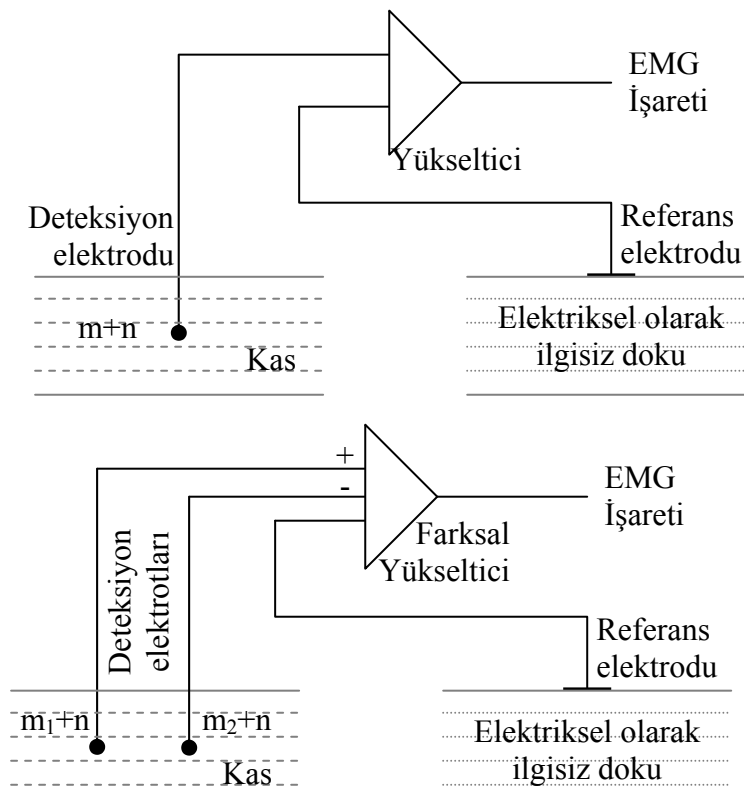 EMG
İşareti
Yükseltici
Deteksiyon
elektrodu
Referans
elektrodu
m+n
Kas
Elektriksel olarak
ilgisiz doku
+
-
EMG
İşareti
Farksal
Yükseltici
Deteksiyon
elektrotları
Referans
elektrodu
m₁+n
m₂+n
Kas
Elektriksel olarak
ilgisiz doku